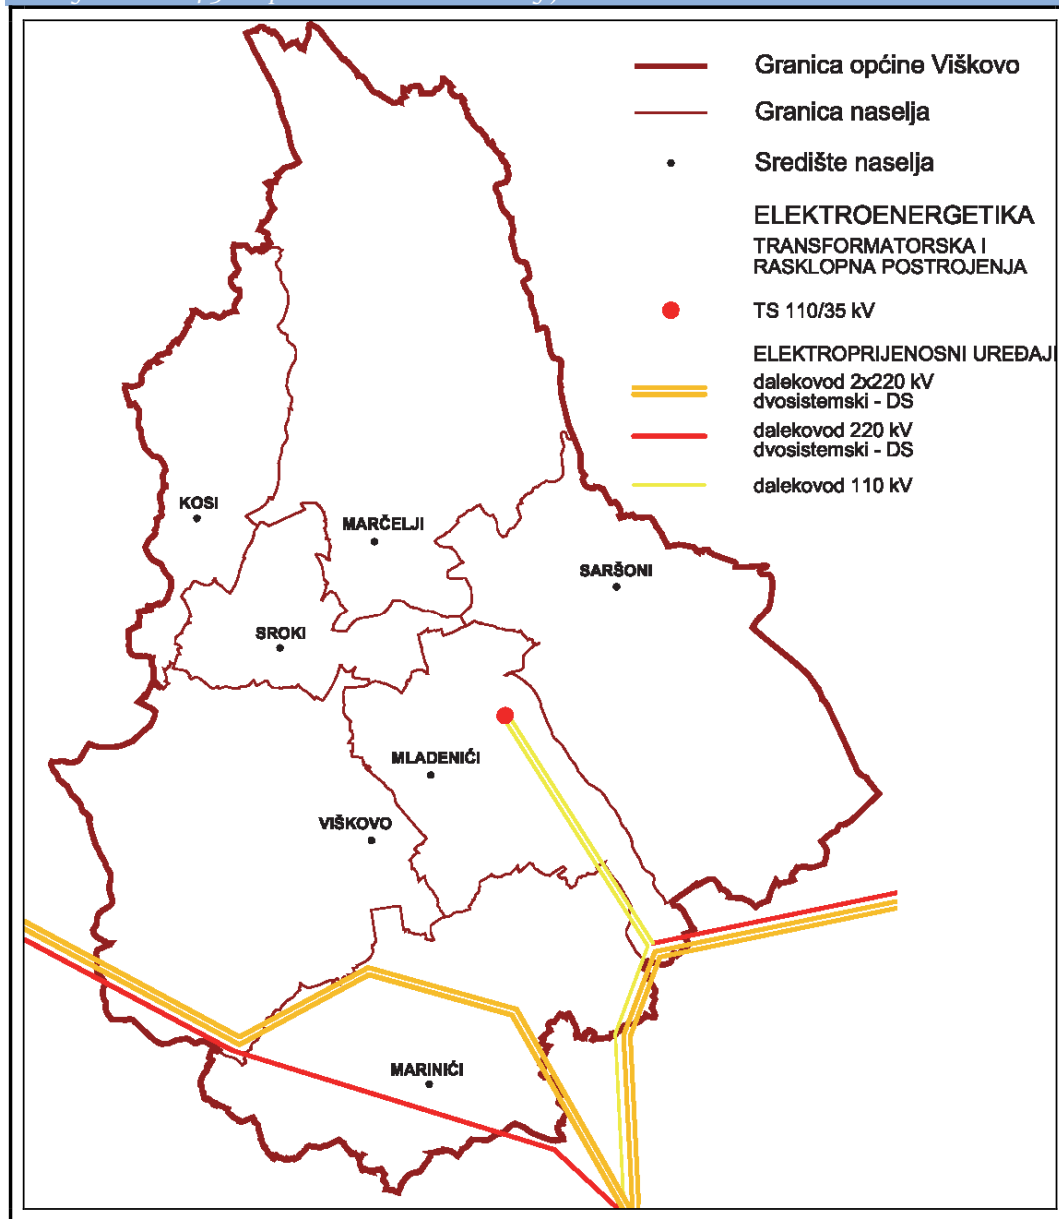 Granica općine Viškovo
Granica naselja
Središte naselja
ELEKTROENERGETIKA
TRANSFORMATORSKA I
RASKLOPNA POSTROJENJA
TS 110/35 kV
ELEKTROPRIJENOSNI UREĐAJI
dalekovod 2x220 kV
dvosistemski - DS
dalekovod 220 kV
dvosistemski - DS
dalekovod 110 kV
KOSI
MARČELJI
SARŠONI
SROKI
MLADENIĆI
VIŠKOVO
MARINIĆI